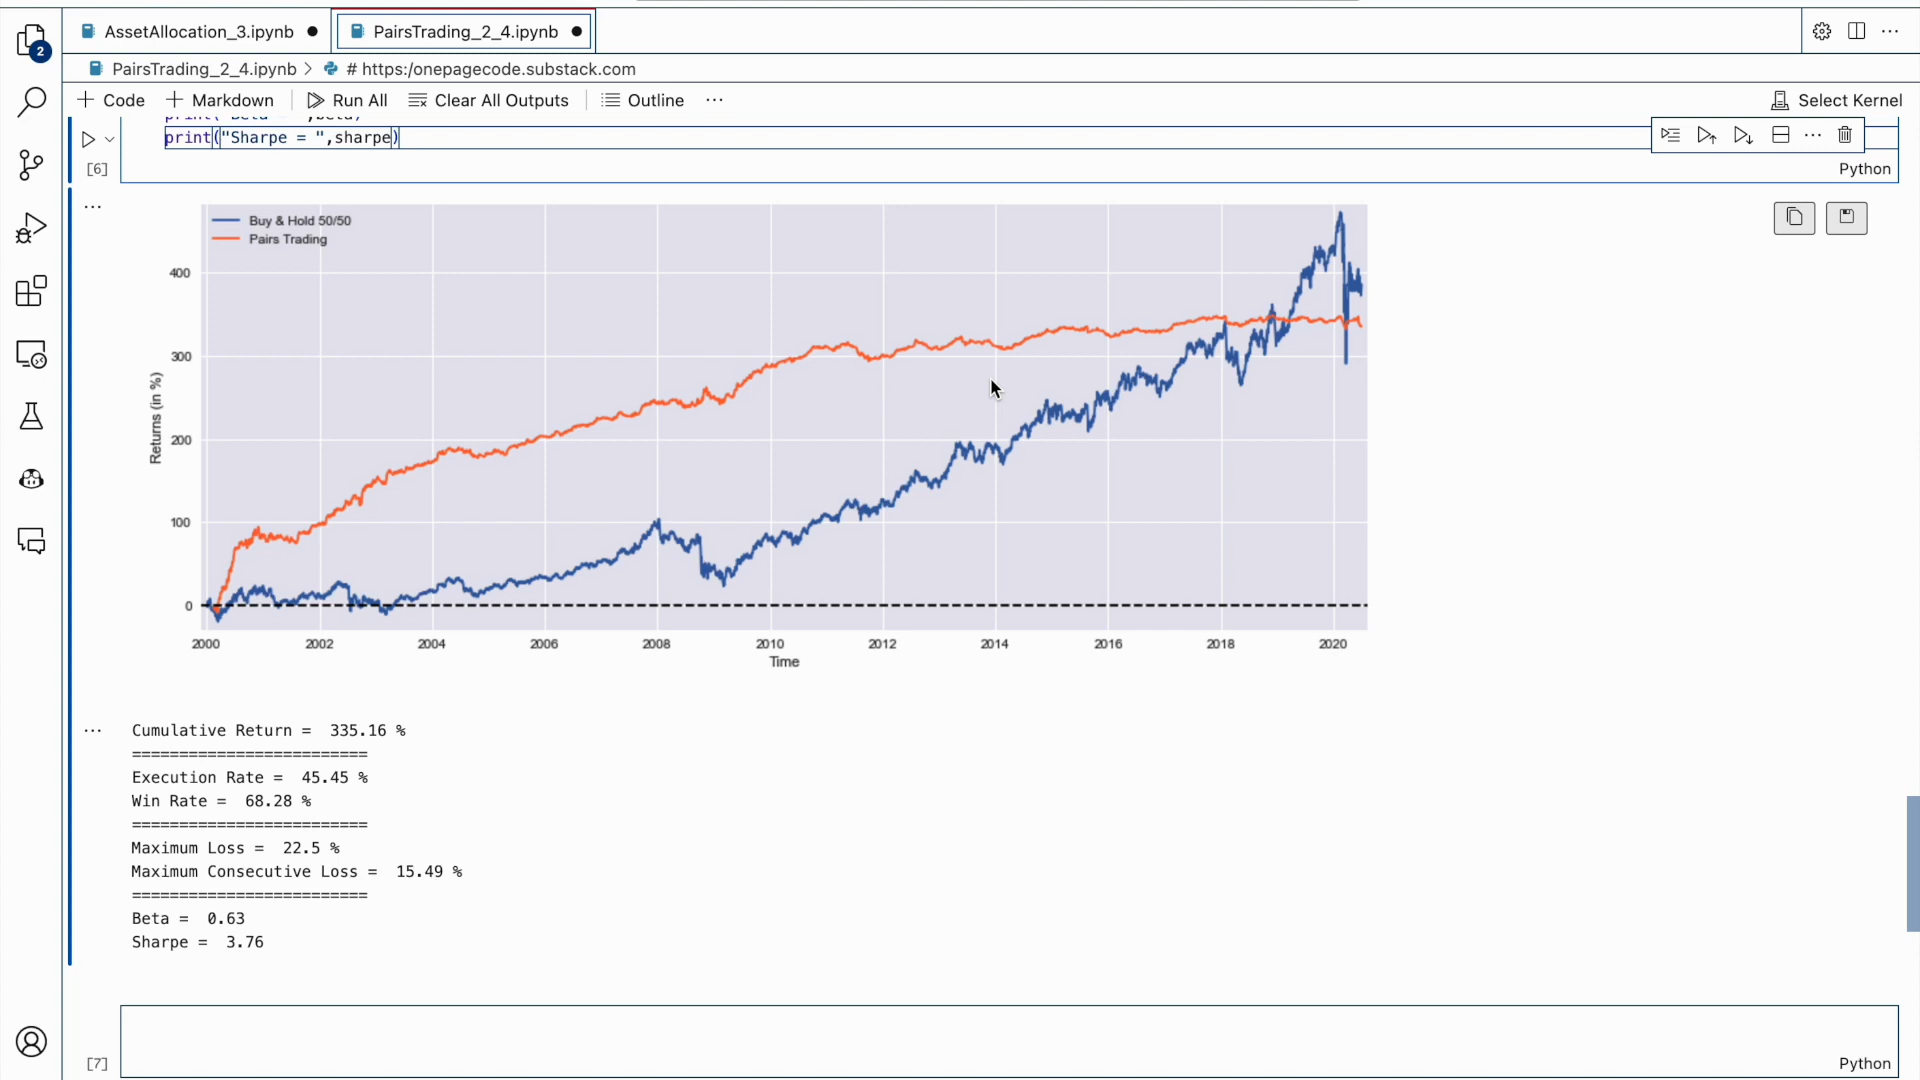 AssetAllocation_3.ipynb
PairsTrading_2_4.ipynb
2
PairsTrading_2_4.ipynb > # https:/onepagecode.substack.com
Code Markdown Run All Clear All Outputs Outline ... Select Kernel
print("Beta = ",beta)
print("Sharpe = ",sharpe)
[6] Python
Buy & Hold 50/50
Pairs Trading
400
300
200
100
0
Returns (in %)
2000 2002 2004 2006 2008 2010 2012 2014 2016 2018 2020
Time
Cumulative Return =  335.16 %
=========================
Execution Rate =  45.45 %
Win Rate =  68.28 %
=========================
Maximum Loss =  22.5 %
Maximum Consecutive Loss =  15.49 %
=========================
Beta =  0.63
Sharpe =  3.76
[7] Python